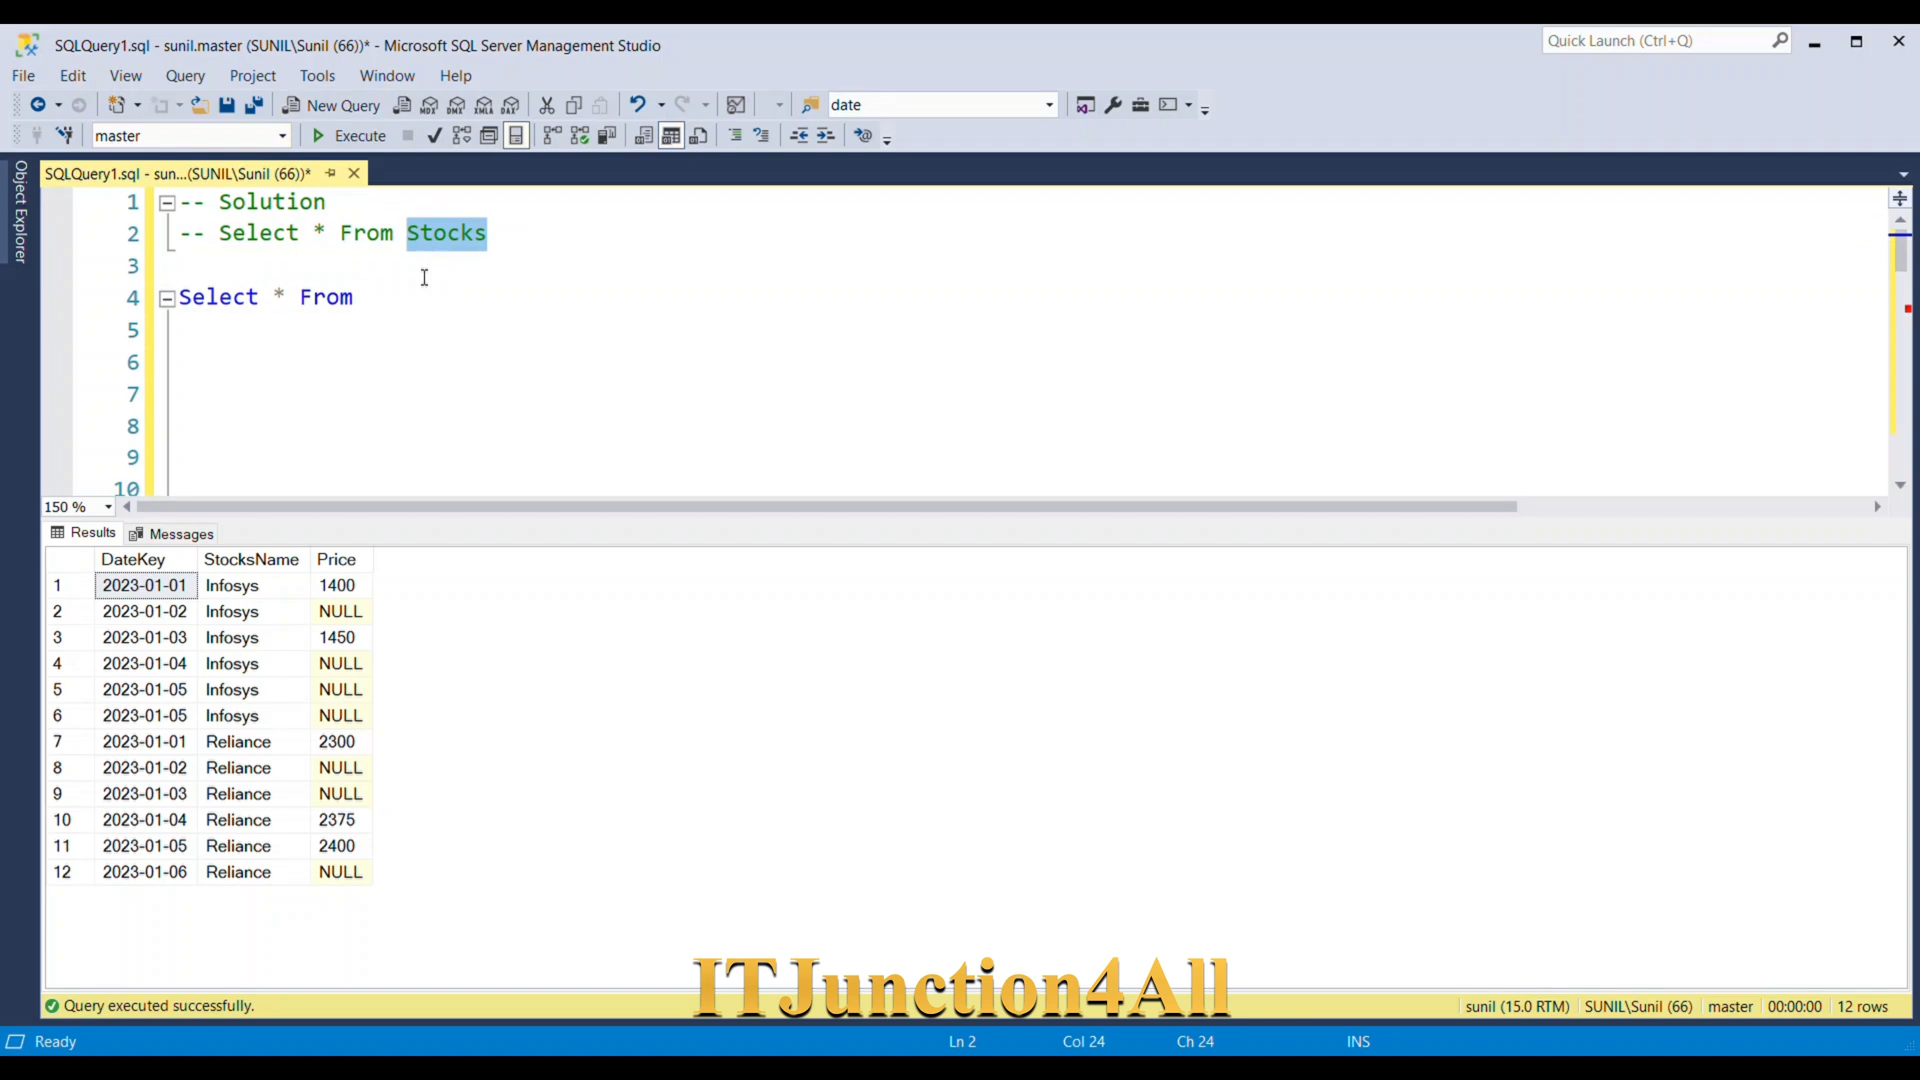 SQLQuery1.sql - sunil.master (SUNIL\Sunil (66))* - Microsoft SQL Server Management Studio
Quick Launch (Ctrl+Q)
File Edit View Query Project Tools Window Help
New Query MDX DMX XMLA DAX date
master Execute
Object Explorer
SQLQuery1.sql - sun...(SUNIL\Sunil (66))*
1 -- Solution
2 -- Select * From Stocks
3
4 Select * From
5
6
7
8
9
10
150 %
Results Messages
DateKey StocksName Price
1 2023-01-01 Infosys 1400
2 2023-01-02 Infosys NULL
3 2023-01-03 Infosys 1450
4 2023-01-04 Infosys NULL
5 2023-01-05 Infosys NULL
6 2023-01-05 Infosys NULL
7 2023-01-01 Reliance 2300
8 2023-01-02 Reliance NULL
9 2023-01-03 Reliance NULL
10 2023-01-04 Reliance 2375
11 2023-01-05 Reliance 2400
12 2023-01-06 Reliance NULL
ITJunction4All
Query executed successfully. sunil (15.0 RTM) SUNIL\Sunil (66) master 00:00:00 12 rows
Ready Ln 2 Col 24 Ch 24 INS